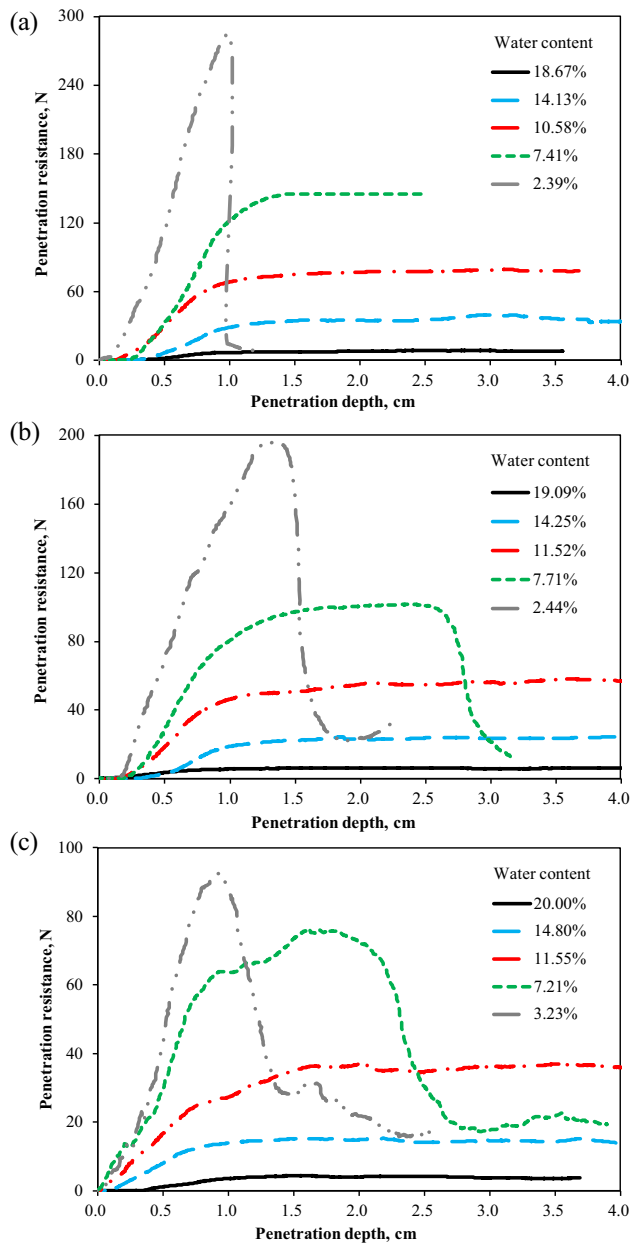 (a)
300
240
180
120
60
0
Penetration resistance, N
0.0 0.5 1.0 1.5 2.0 2.5 3.0 3.5 4.0
Penetration depth, cm
Water content
18.67%
14.13%
10.58%
7.41%
2.39%
(b)
200
160
120
80
40
0
Penetration resistance, N
0.0 0.5 1.0 1.5 2.0 2.5 3.0 3.5 4.0
Penetration depth, cm
Water content
19.09%
14.25%
11.52%
7.71%
2.44%
(c)
100
80
60
40
20
0
Penetration resistance, N
0.0 0.5 1.0 1.5 2.0 2.5 3.0 3.5 4.0
Penetration depth, cm
Water content
20.00%
14.80%
11.55%
7.21%
3.23%